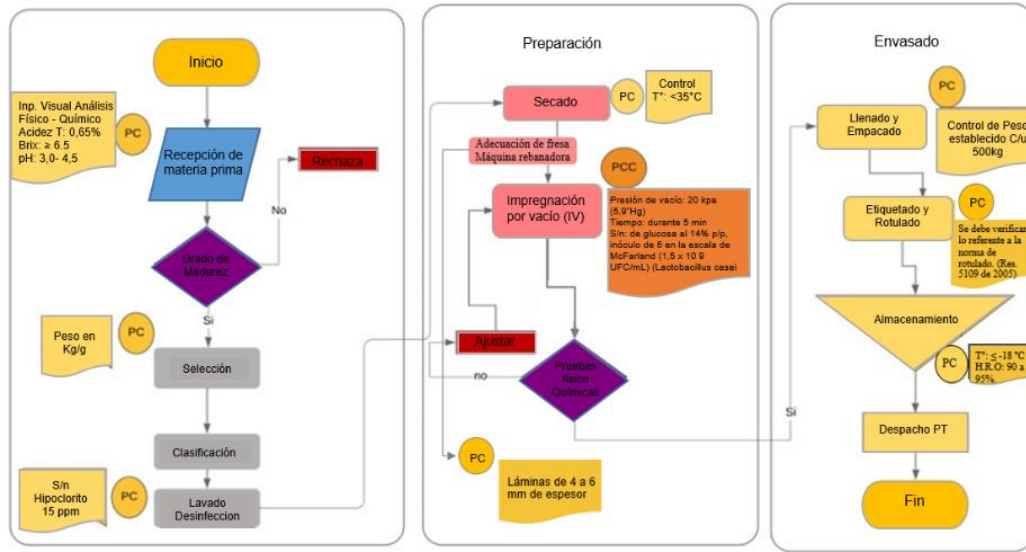 Inicio
Inp. Visual Análisis
Físico - Químico
Acidez T: 0,65%
Brix: ≥ 6.5
pH: 3,0- 4,5
PC
Recepción de
materia prima
Rechaza
No
Grado de
Madurez
Si
Peso en
Kg/g
PC
Selección
Clasificación
S/n
Hipoclorito
15 ppm
PC
Lavado
Desinfeccion
Preparación
Secado
PC
Control
T°: <35°C
Adecuación de fresa
Máquina rebanadora
PCC
Impregnación
por vacío (IV)
Presión de vacío: 20 kpa
(5,9"Hg)
Tiempo: durante 5 min
S/n: de glucosa al 14% p/p,
inóculo de 5 en la escala de
McFarland (1,5 x 10 9
UFC/mL) (Lactobacillus casei
Ajustar
no
Pruebas
físico
Químicas
Si
PC
Láminas de 4 a 6
mm de espesor
Envasado
PC
Llenado y
Empacado
Control de Peso
establecido C/u
500kg
Etiquetado y
Rotulado
PC
Se debe verificar
lo referente a la
norma de
rotulado. (Res.
5109 de 2005)
Almacenamiento
PC
T°: ≤ -18 °C
H.R.O: 90 a
95%
Despacho PT
Fin